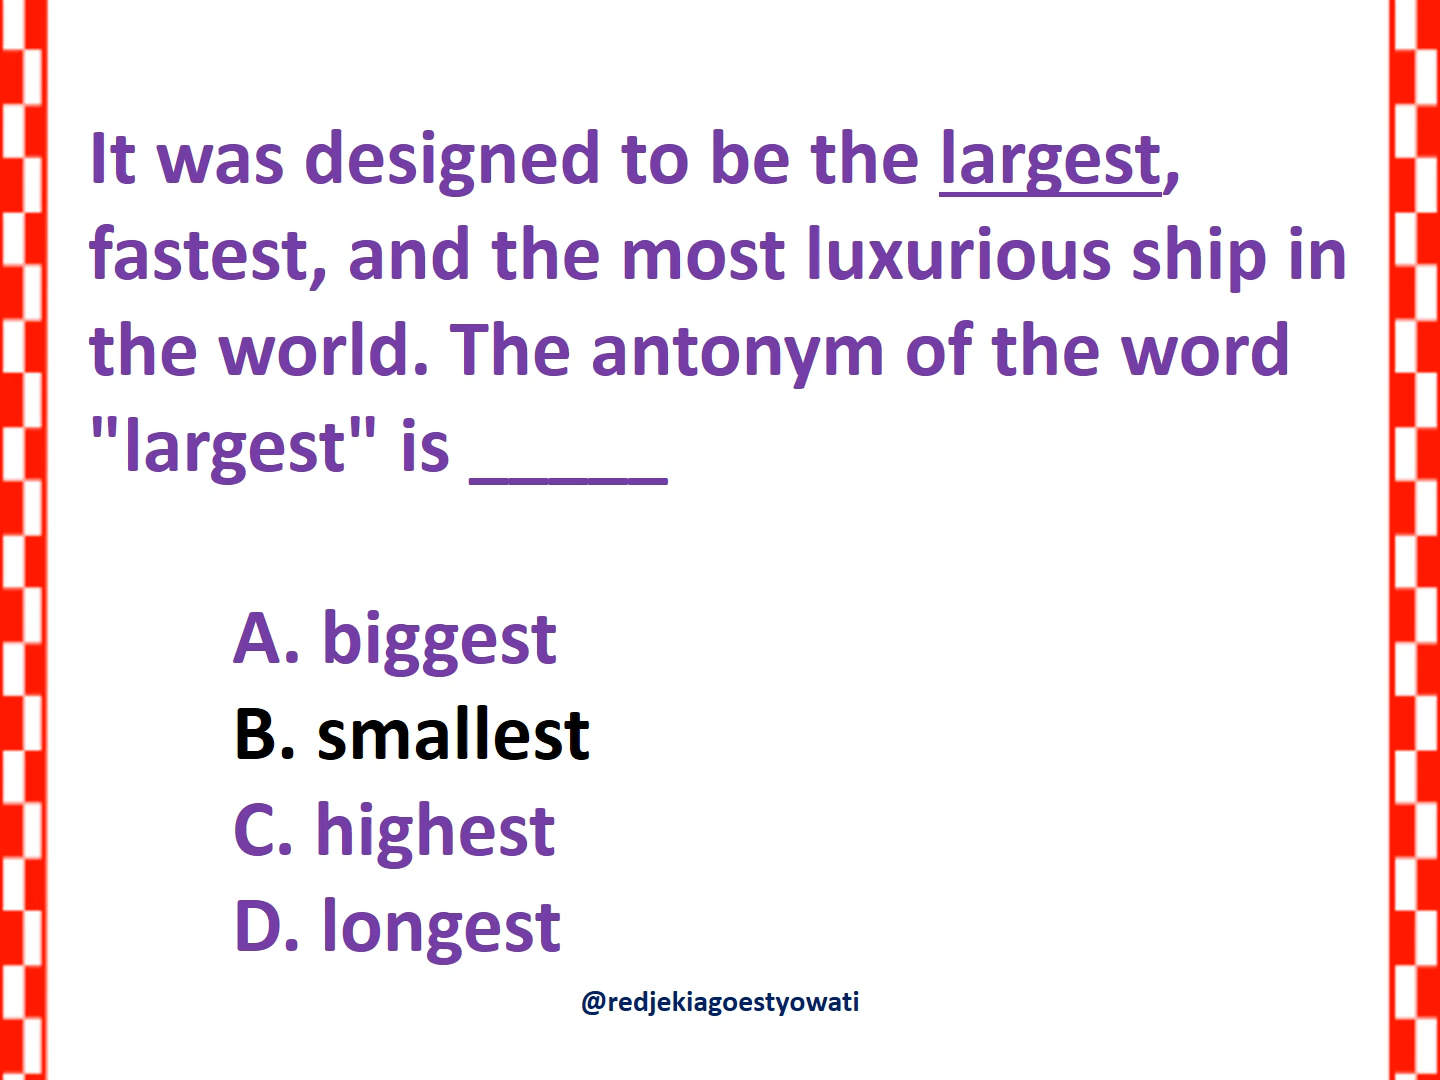 It was designed to be the largest,
fastest, and the most luxurious ship in
the world. The antonym of the word
"largest" is _____
A. biggest
B. smallest
C. highest
D. longest
@redjekiagoestyowati